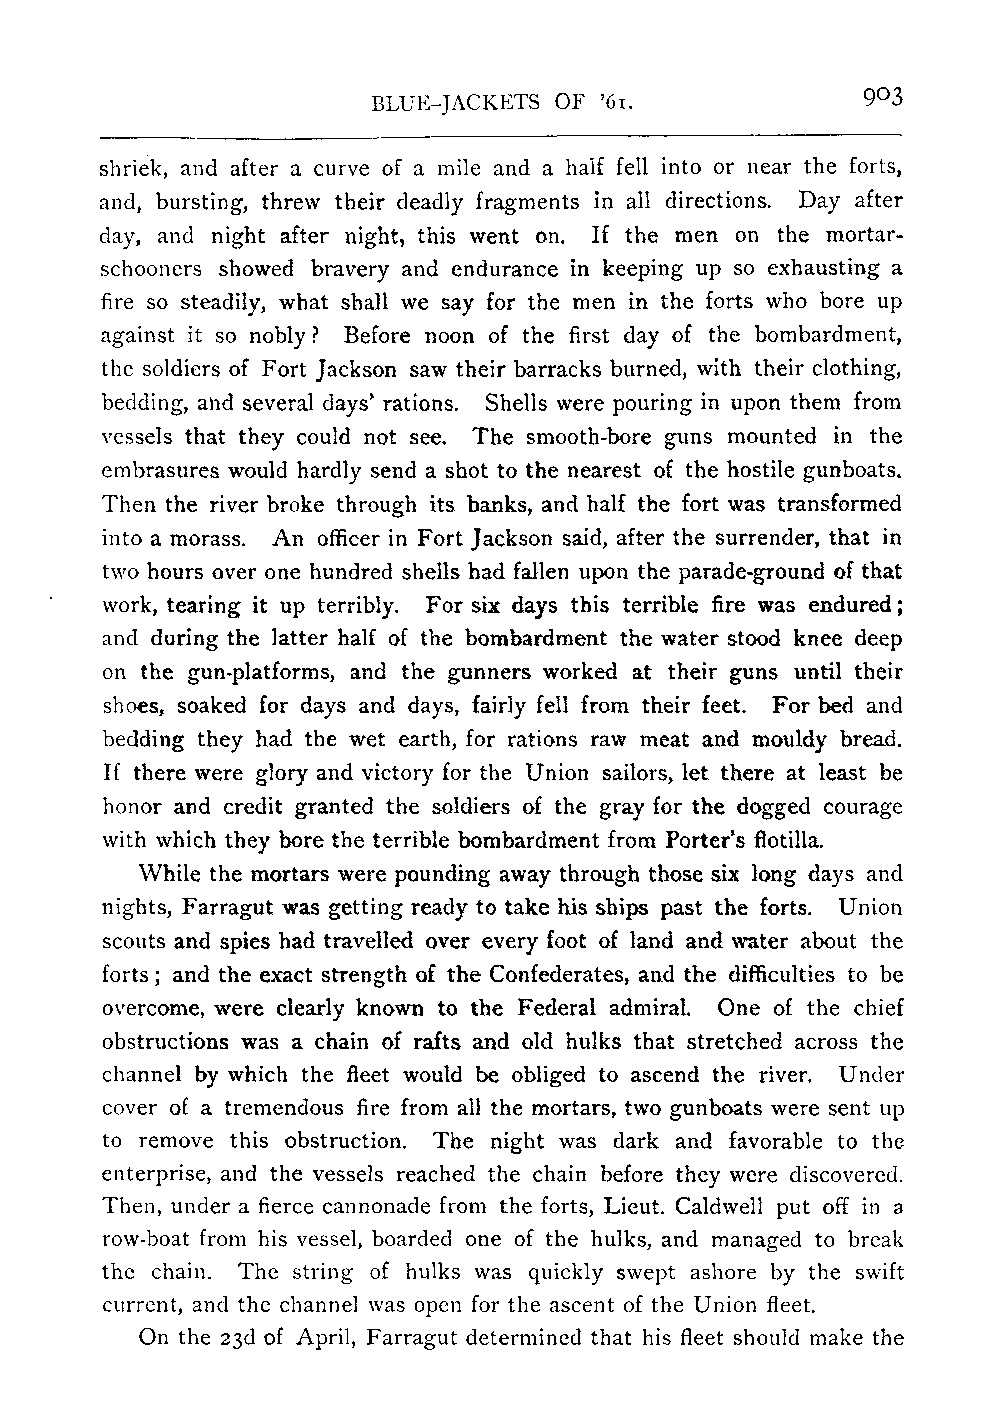 BLUE-JACKETS OF '61. 903
shriek, and after a curve of a mile and a half fell into or near the forts,
and, bursting, threw their deadly fragments in all directions. Day after
day, and night after night, this went on. If the men on the mortar-
schooners showed bravery and endurance in keeping up so exhausting a
fire so steadily, what shall we say for the men in the forts who bore up
against it so nobly? Before noon of the first day of the bombardment,
the soldiers of Fort Jackson saw their barracks burned, with their clothing,
bedding, and several days' rations. Shells were pouring in upon them from
vessels that they could not see. The smooth-bore guns mounted in the
embrasures would hardly send a shot to the nearest of the hostile gunboats.
Then the river broke through its banks, and half the fort was transformed
into a morass. An officer in Fort Jackson said, after the surrender, that in
two hours over one hundred shells had fallen upon the parade-ground of that
work, tearing it up terribly. For six days this terrible fire was endured;
and during the latter half of the bombardment the water stood knee deep
on the gun-platforms, and the gunners worked at their guns until their
shoes, soaked for days and days, fairly fell from their feet. For bed and
bedding they had the wet earth, for rations raw meat and mouldy bread.
If there were glory and victory for the Union sailors, let there at least be
honor and credit granted the soldiers of the gray for the dogged courage
with which they bore the terrible bombardment from Porter's flotilla.
While the mortars were pounding away through those six long days and
nights, Farragut was getting ready to take his ships past the forts. Union
scouts and spies had travelled over every foot of land and water about the
forts; and the exact strength of the Confederates, and the difficulties to be
overcome, were clearly known to the Federal admiral. One of the chief
obstructions was a chain of rafts and old hulks that stretched across the
channel by which the fleet would be obliged to ascend the river. Under
cover of a tremendous fire from all the mortars, two gunboats were sent up
to remove this obstruction. The night was dark and favorable to the
enterprise, and the vessels reached the chain before they were discovered.
Then, under a fierce cannonade from the forts, Lieut. Caldwell put off in a
row-boat from his vessel, boarded one of the hulks, and managed to break
the chain. The string of hulks was quickly swept ashore by the swift
current, and the channel was open for the ascent of the Union fleet.
On the 23d of April, Farragut determined that his fleet should make the